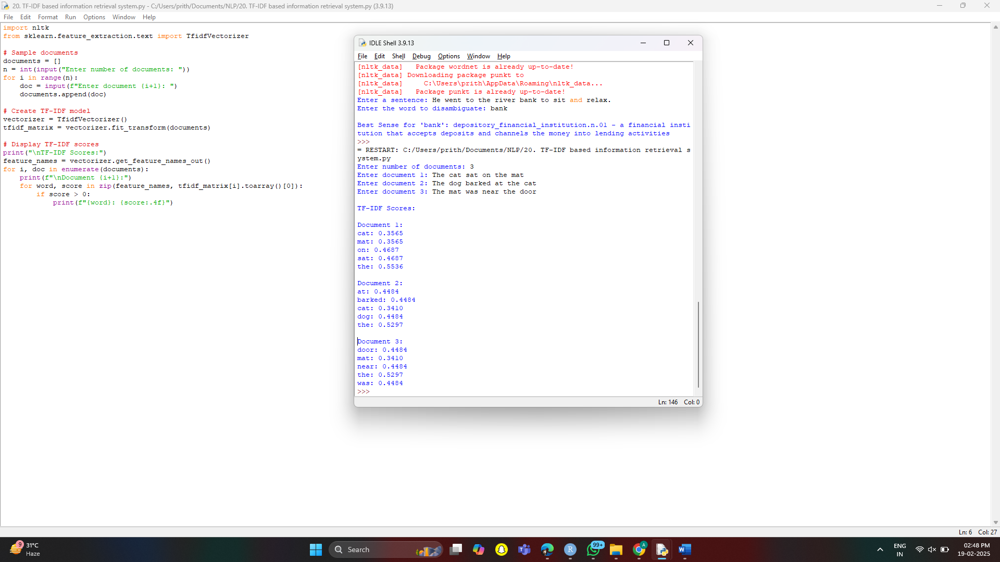 20. TF-IDF based information retrieval system.py - C:/Users/prith/Documents/NLP/20. TF-IDF based information retrieval system.py (3.9.13)
File Edit Format Run Options Window Help
import nltk
from sklearn.feature_extraction.text import TfidfVectorizer
# Sample documents
documents = []
n = int(input("Enter number of documents: "))
for i in range(n):
    doc = input(f"Enter document {i+1}: ")
    documents.append(doc)
# Create TF-IDF model
vectorizer = TfidfVectorizer()
tfidf_matrix = vectorizer.fit_transform(documents)
# Display TF-IDF scores
print("\nTF-IDF Scores:")
feature_names = vectorizer.get_feature_names_out()
for i, doc in enumerate(documents):
    print(f"\nDocument {i+1}:")
    for word, score in zip(feature_names, tfidf_matrix[i].toarray()[0]):
        if score > 0:
            print(f"{word}: {score:.4f}")
IDLE Shell 3.9.13
File Edit Shell Debug Options Window Help
[nltk_data]   Package wordnet is already up-to-date!
[nltk_data] Downloading package punkt to
[nltk_data]     C:\Users\prith\AppData\Roaming\nltk_data...
[nltk_data]   Package punkt is already up-to-date!
Enter a sentence: He went to the river bank to sit and relax.
Enter the word to disambiguate: bank
Best Sense for 'bank': depository_financial_institution.n.01 - a financial insti
tution that accepts deposits and channels the money into lending activities
>>>
= RESTART: C:/Users/prith/Documents/NLP/20. TF-IDF based information retrieval s
ystem.py
Enter number of documents: 3
Enter document 1: The cat sat on the mat
Enter document 2: The dog barked at the cat
Enter document 3: The mat was near the door
TF-IDF Scores:
Document 1:
cat: 0.3565
mat: 0.3565
on: 0.4687
sat: 0.4687
the: 0.5536
Document 2:
at: 0.4484
barked: 0.4484
cat: 0.3410
dog: 0.4484
the: 0.5297
Document 3:
door: 0.4484
mat: 0.3410
near: 0.4484
the: 0.5297
was: 0.4484
>>>
Ln: 146 Col: 0
Ln: 6 Col: 27
9
31°C
Haze
Search
99+
A
R
W
ENG
IN
02:48 PM
19-02-2025